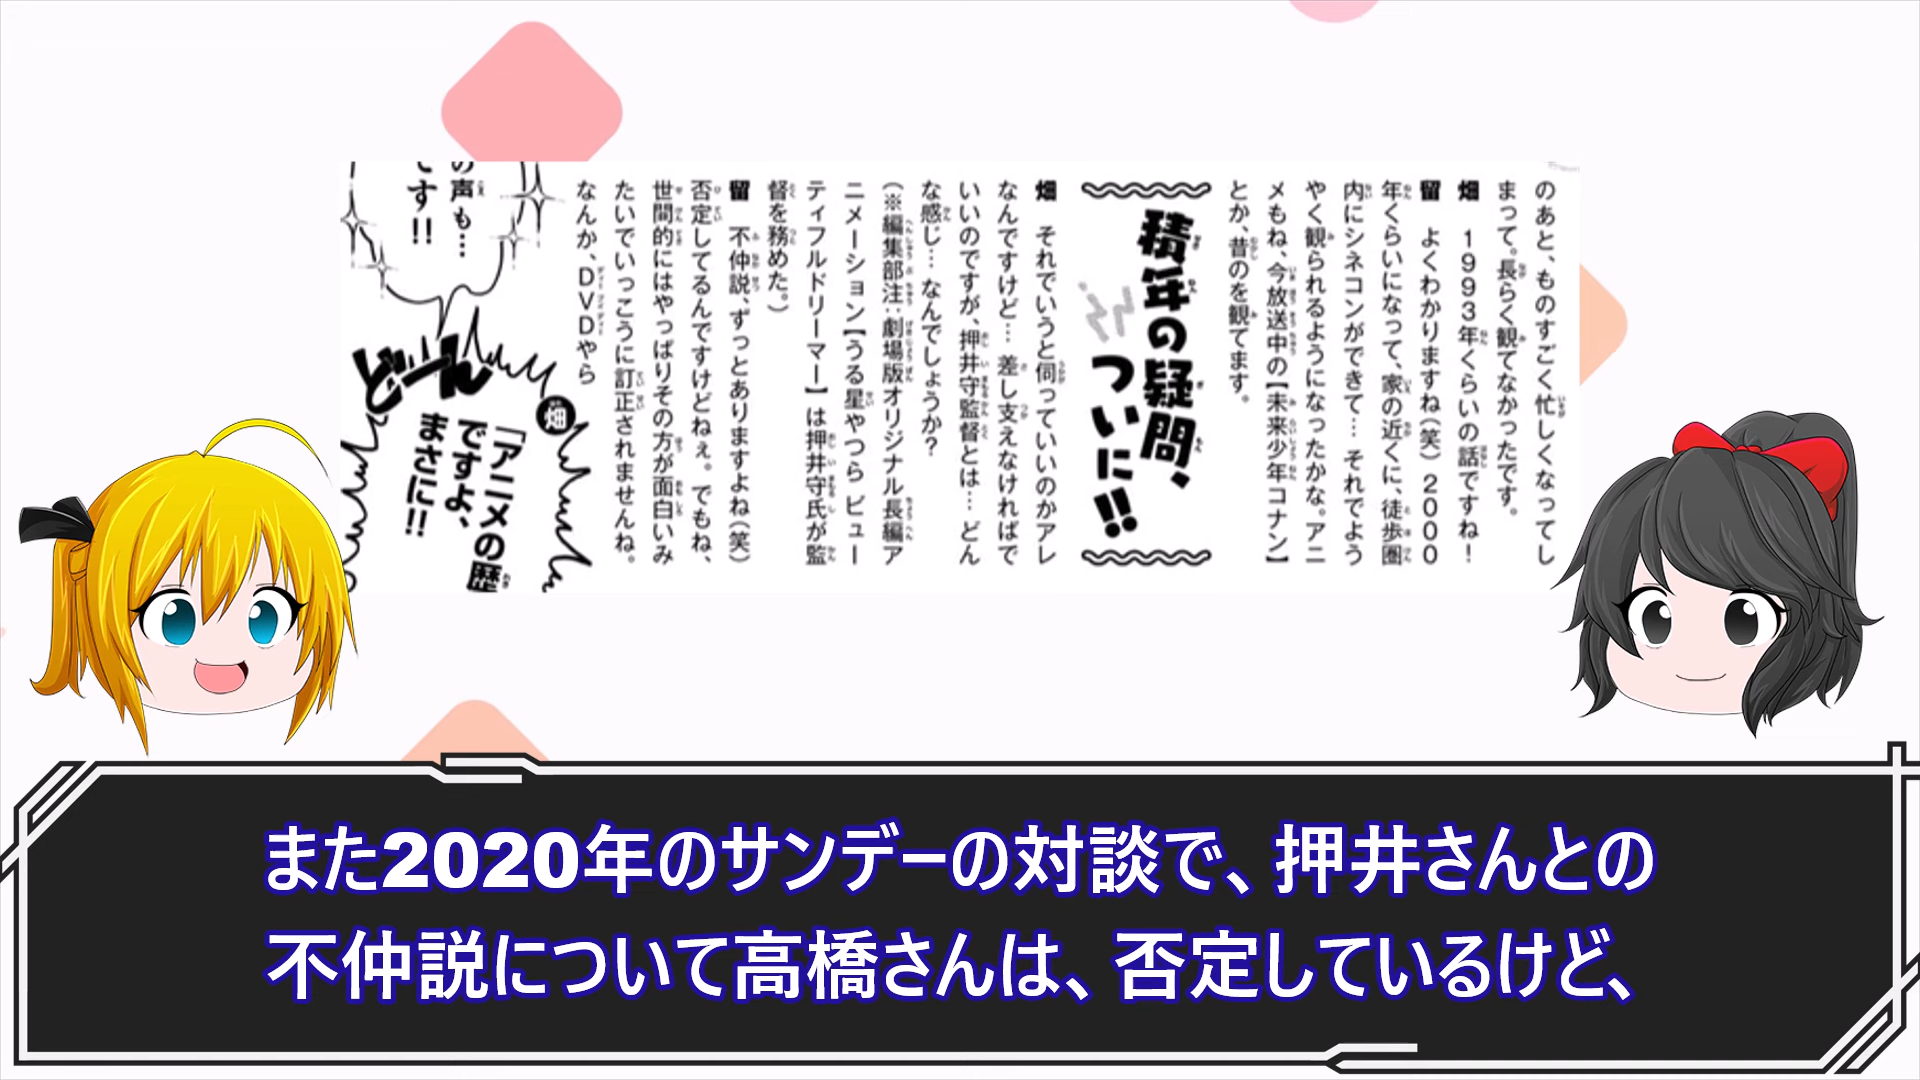 のあと、ものすごく忙しくなってし
まって。長らく観てなかったです。
畑　1993年くらいの話ですね！
留　よくわかりますね（笑）2000
年くらいになって、家の近くに、徒歩圏
内にシネコンができて…それでよう
やく観られるようになったかな。アニ
メもね、今放送中の【未来少年コナン】
とか、昔のを観てます。
積年の疑問、
ついに!!
畑　それでいうと伺っていいのかアレ
なんですけど…差し支えなければで
いいのですが、押井守監督とは…どん
な感じ…なんでしょうか？
（※編集部注：劇場版オリジナル長編ア
ニメーション【うる星やつら ビュー
ティフルドリーマー】は押井守氏が監
督を務めた。）
留　不仲説、ずっとありますよね（笑）
否定してるんですけどねぇ。でもね、
世間的にはやっぱりその方が面白いみ
たいでいっこうに訂正されませんね。
なんか、DVDやら
の声も…
です!!
どーん
畑
「アニメの歴
ですよ、
まさに!!
また2020年のサンデーの対談で、押井さんとの
不仲説について高橋さんは、否定しているけど、